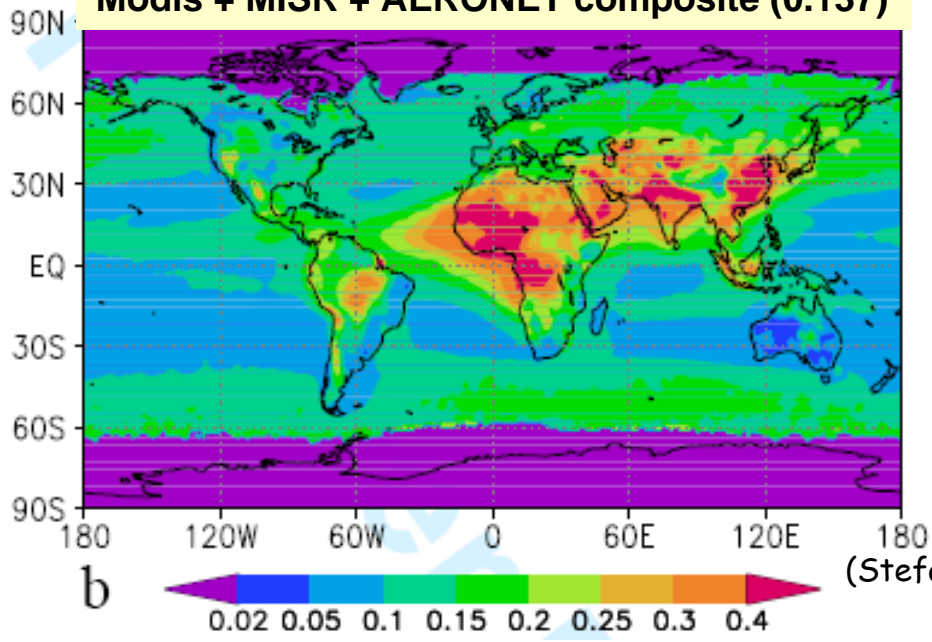 Modis + MISR + AERONET composite (0.137)
90N
60N
30N
EQ
30S
60S
90S
180 120W 60W 0 60E 120E 180
b
0.02 0.05 0.1 0.15 0.2 0.25 0.3 0.4